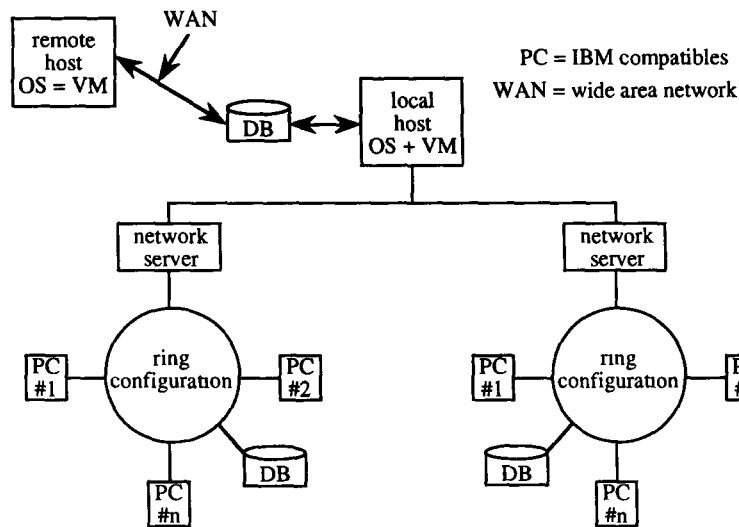 WAN
remote
host
OS = VM
PC = IBM compatibles
WAN = wide area network
DB
local
host
OS + VM
network
server
network
server
ring
configuration
ring
configuration
PC
#1
PC
#2
PC
#1
DB
DB
PC
#n
PC
#n